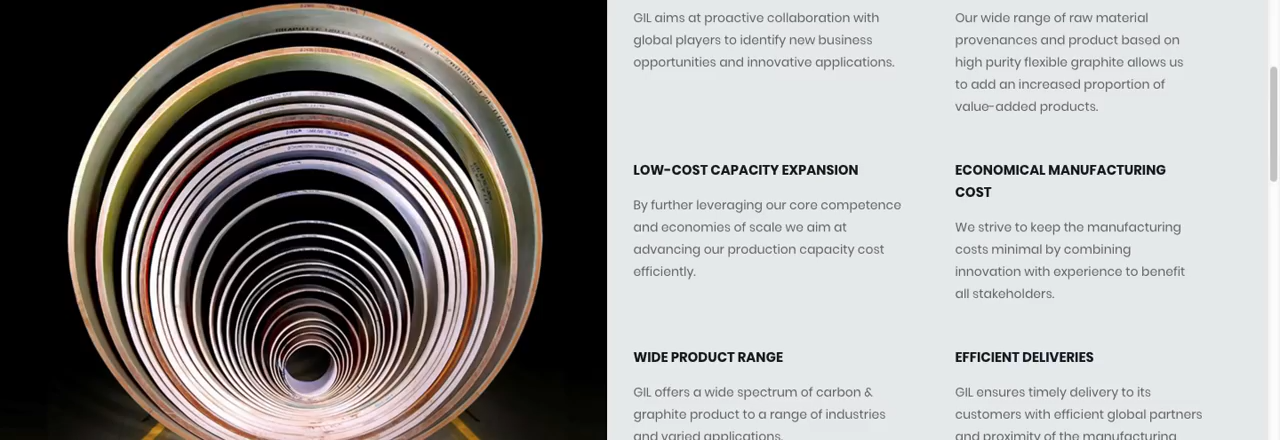 GIL aims at proactive collaboration with
global players to identify new business
opportunities and innovative applications.
Our wide range of raw material
provenances and product based on
high purity flexible graphite allows us
to add an increased proportion of
value-added products.
LOW-COST CAPACITY EXPANSION
By further leveraging our core competence
and economies of scale we aim at
advancing our production capacity cost
efficiently.
ECONOMICAL MANUFACTURING
COST
We strive to keep the manufacturing
costs minimal by combining
innovation with experience to benefit
all stakeholders.
WIDE PRODUCT RANGE
GIL offers a wide spectrum of carbon &
graphite product to a range of industries
and varied applications.
EFFICIENT DELIVERIES
GIL ensures timely delivery to its
customers with efficient global partners
and proximity of the manufacturing